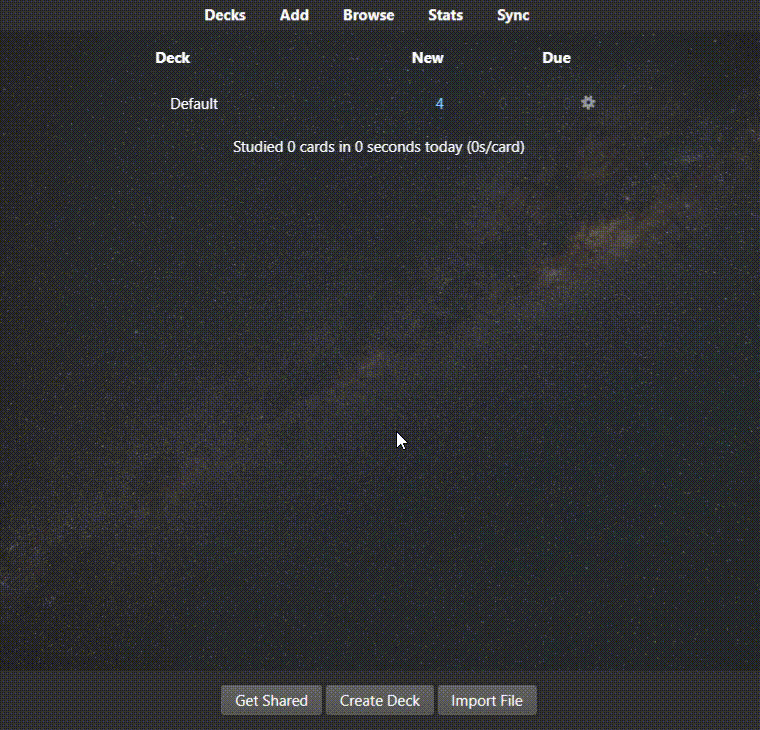 Decks Add Browse Stats Sync
Deck New Due
Default 4 0 0
Studied 0 cards in 0 seconds today (0s/card)
Get Shared Create Deck Import File